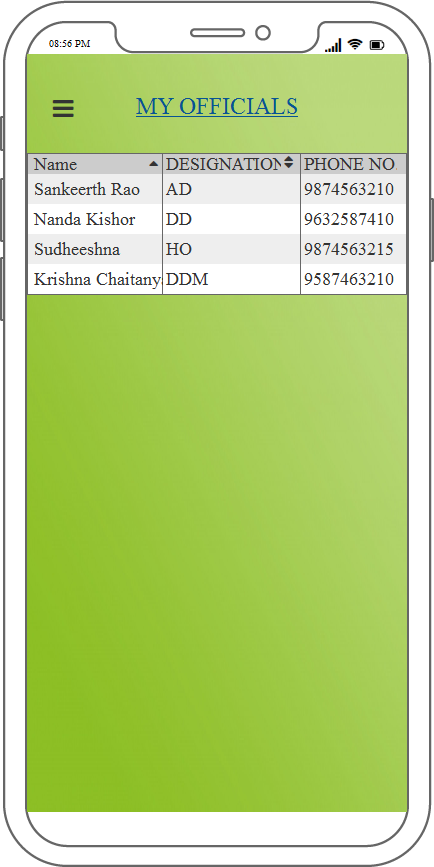 08:56 PM
MY OFFICIALS
Name DESIGNATION PHONE NO.
Sankeerth Rao AD 9874563210
Nanda Kishor DD 9632587410
Sudheeshna HO 9874563215
Krishna Chaitany DDM 9587463210